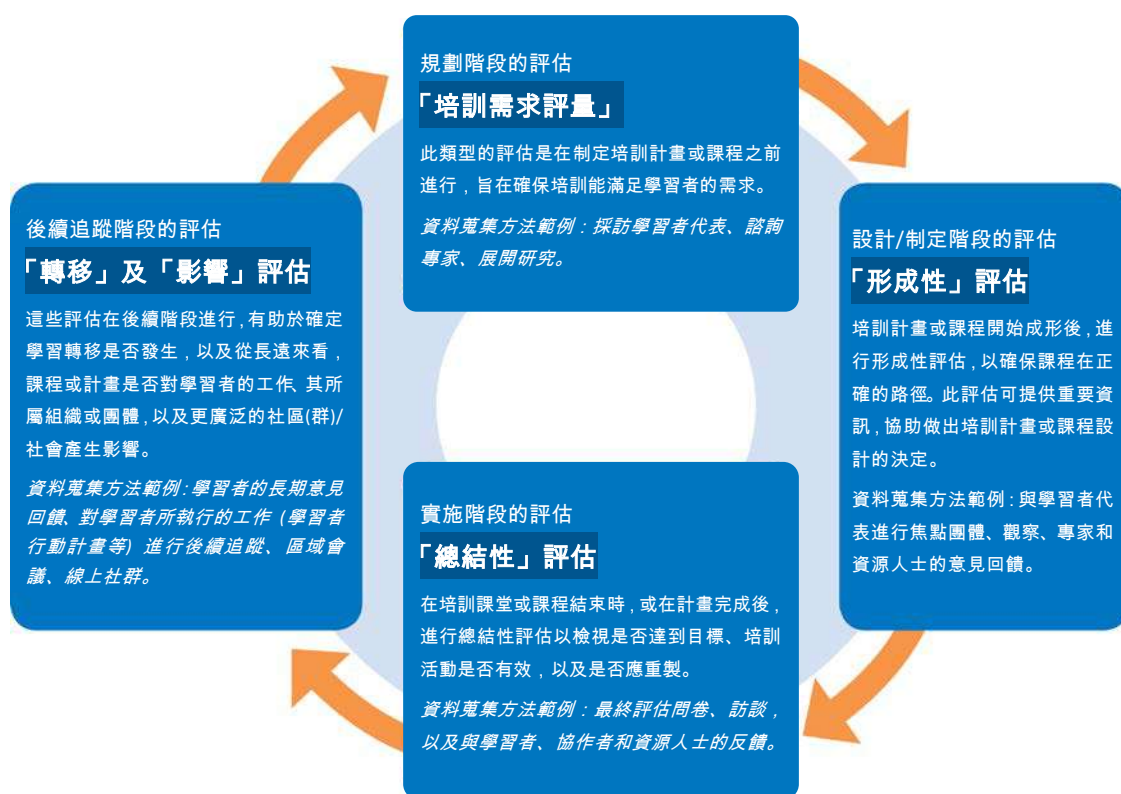 規劃階段的評估
「培訓需求評量」
此類型的評估是在制定培訓計畫或課程之前
進行，旨在確保培訓能滿足學習者的需求。
資料蒐集方法範例：採訪學習者代表、諮詢
專家、展開研究。
設計/制定階段的評估
「形成性」評估
培訓計畫或課程開始成形後，進
行形成性評估，以確保課程在正
確的路徑。此評估可提供重要資
訊，協助做出培訓計畫或課程設
計的決定。
資料蒐集方法範例：與學習者代
表進行焦點團體、觀察、專家和
資源人士的意見回饋。
實施階段的評估
「總結性」評估
在培訓課堂或課程結束時，或在計畫完成後，
進行總結性評估以檢視是否達到目標、培訓
活動是否有效，以及是否應重製。
資料蒐集方法範例：最終評估問卷、訪談，
以及與學習者、協作者和資源人士的反饋。
後續追蹤階段的評估
「轉移」及「影響」評估
這些評估在後續階段進行，有助於確定
學習轉移是否發生，以及從長遠來看，
課程或計畫是否對學習者的工作、其所
屬組織或團體，以及更廣泛的社區(群)/
社會產生影響。
資料蒐集方法範例：學習者的長期意見
回饋、對學習者所執行的工作（學習者
行動計畫等）進行後續追蹤、區域會
議、線上社群。